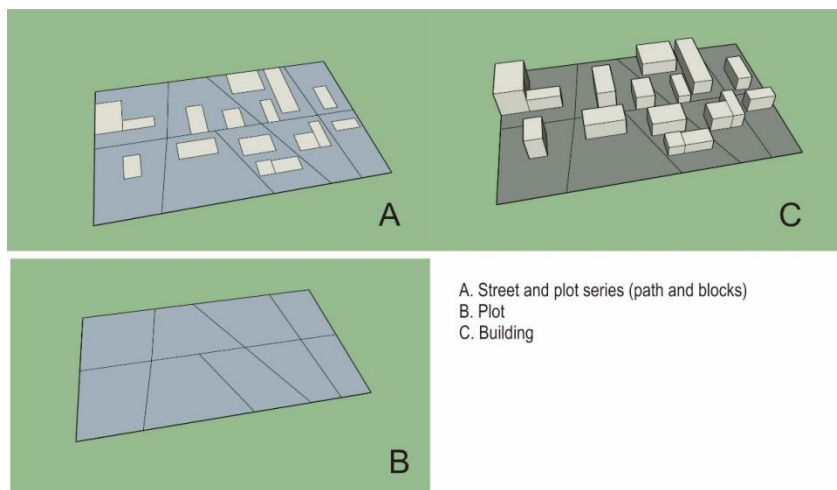 A
C
B
A. Street and plot series (path and blocks)
B. Plot
C. Building